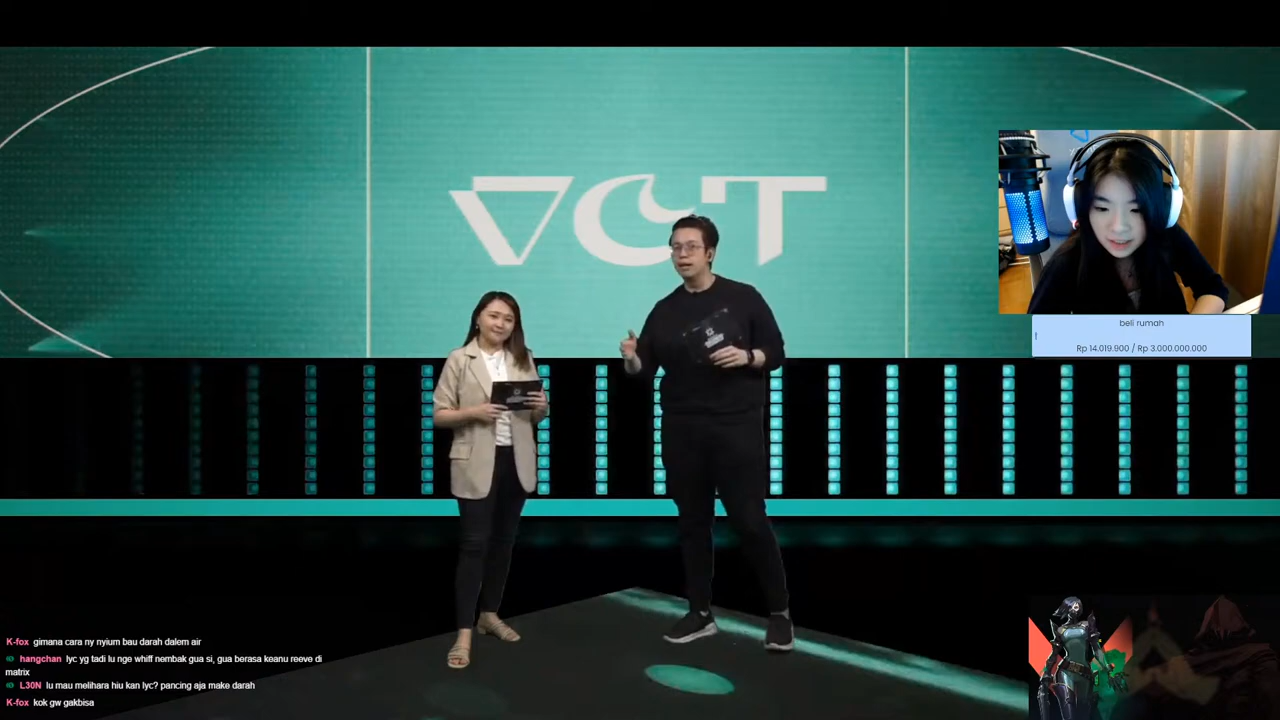 VCT
beli rumah
Rp 14.019.900 / Rp 3.000.000.000
K-fox gimana cara ny nyium bau darah dalem air
hangchan lyc yg tadi lu nge whiff nembak gua si, gua berasa keanu reeve di
matrix
L30N lu mau melihara hiu kan lyc? pancing aja make darah
K-fox kok gw gakbisa